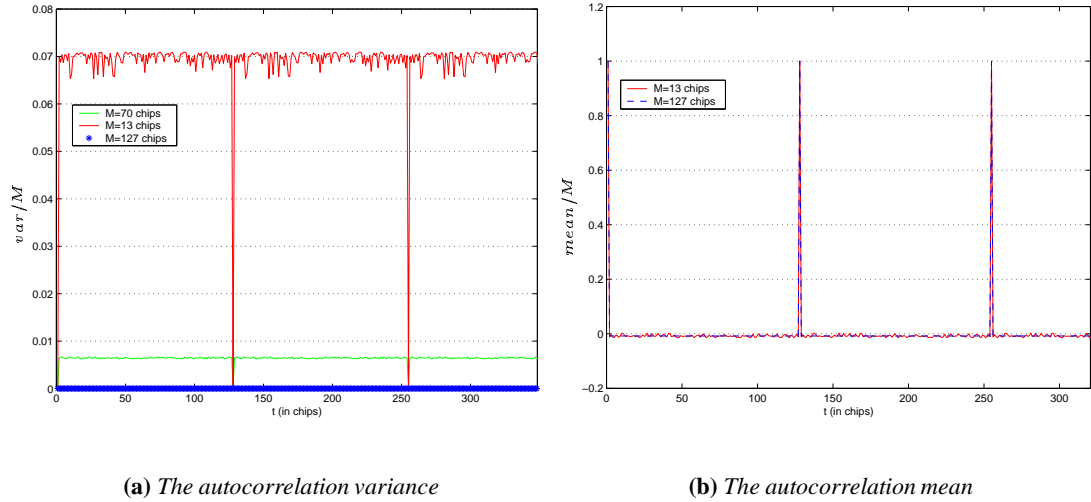 0.08
0.07
0.06
0.05
0.04
0.03
0.02
0.01
0
var/M
M=70 chips
M=13 chips
M=127 chips
0 50 100 150 200 250 300
t (in chips)
(a) The autocorrelation variance
1.2
1
0.8
0.6
0.4
0.2
0
−0.2
mean/M
M=13 chips
M=127 chips
0 50 100 150 200 250 300
t (in chips)
(b) The autocorrelation mean